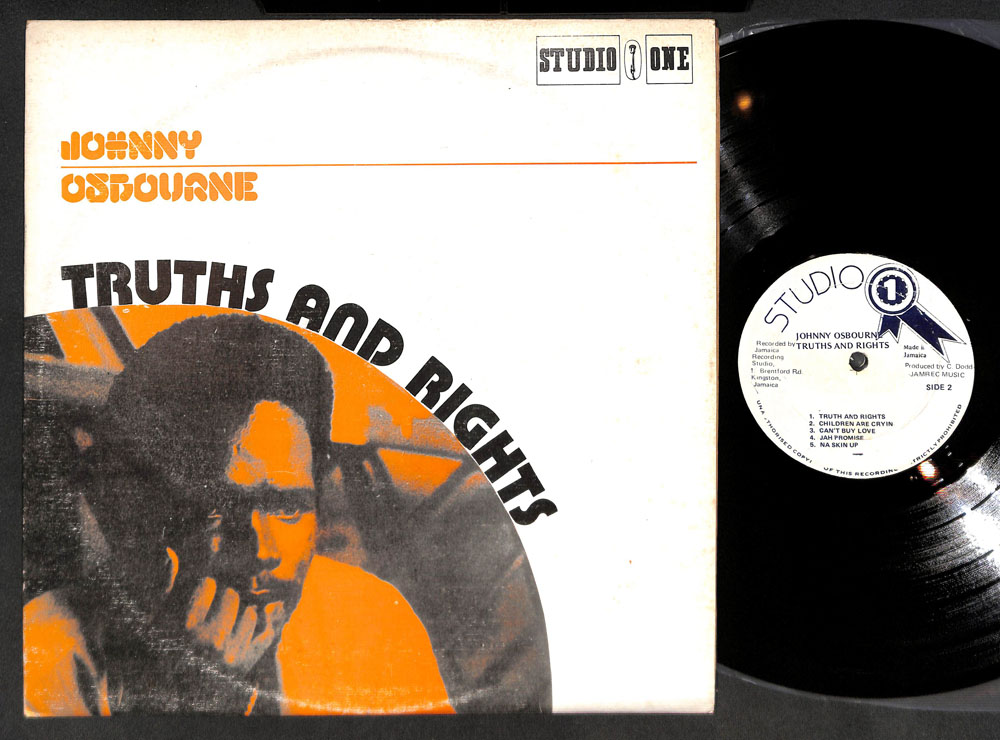 STUDIO ONE
JOHNNY
OSBOURNE
TRUTHS AND RIGHTS
STUDIO 1
JOHNNY OSBOURNE
TRUTHS AND RIGHTS
Recorded by
Jamaica
Recording
Studio,
1. Brentford Rd.
Kingston,
Jamaica
Made i
Jamaica
Produced by C. Dodd
JAMREC MUSIC
SIDE 2
1. TRUTH AND RIGHTS
2. CHILDREN ARE CRYIN
3. CAN'T BUY LOVE
4. JAH PROMISE
5. NA SKIN UP
UNA THORISED COPYI OF THIS RECORDING STRICTLY PROHIBITED